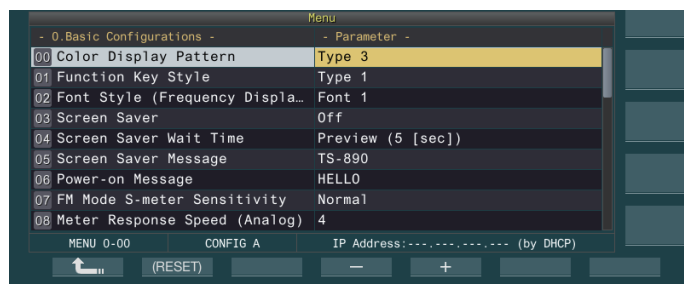 Menu
- 0.Basic Configurations - - Parameter -
00 Color Display Pattern Type 3
01 Function Key Style Type 1
02 Font Style (Frequency Displa… Font 1
03 Screen Saver Off
04 Screen Saver Wait Time Preview (5 [sec])
05 Screen Saver Message TS-890
06 Power-on Message HELLO
07 FM Mode S-meter Sensitivity Normal
08 Meter Response Speed (Analog) 4
MENU 0-00 CONFIG A IP Address:---.---.---.--- (by DHCP)
(RESET) − +